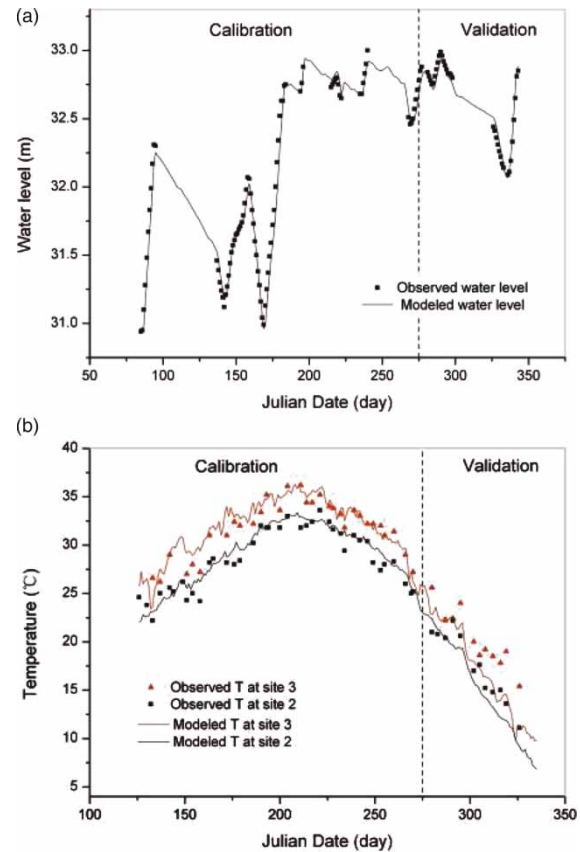 (a)
Calibration
Validation
33.0
32.5
32.0
31.5
31.0
Water level (m)
Observed water level
Modeled water level
50
100
150
200
250
300
350
Julian Date (day)
(b)
Calibration
Validation
40
35
30
25
20
15
10
5
Temperature (℃)
Observed T at site 3
Observed T at site 2
Modeled T at site 3
Modeled T at site 2
100
150
200
250
300
350
Julian Date (day)